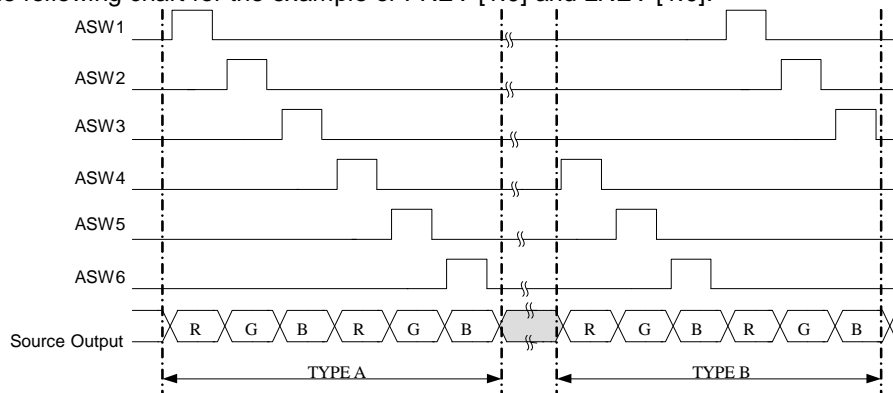 ASW1
ASW2
ASW3
ASW4
ASW5
ASW6
Source Output R G B R G B R G B R G B
TYPE A TYPE B